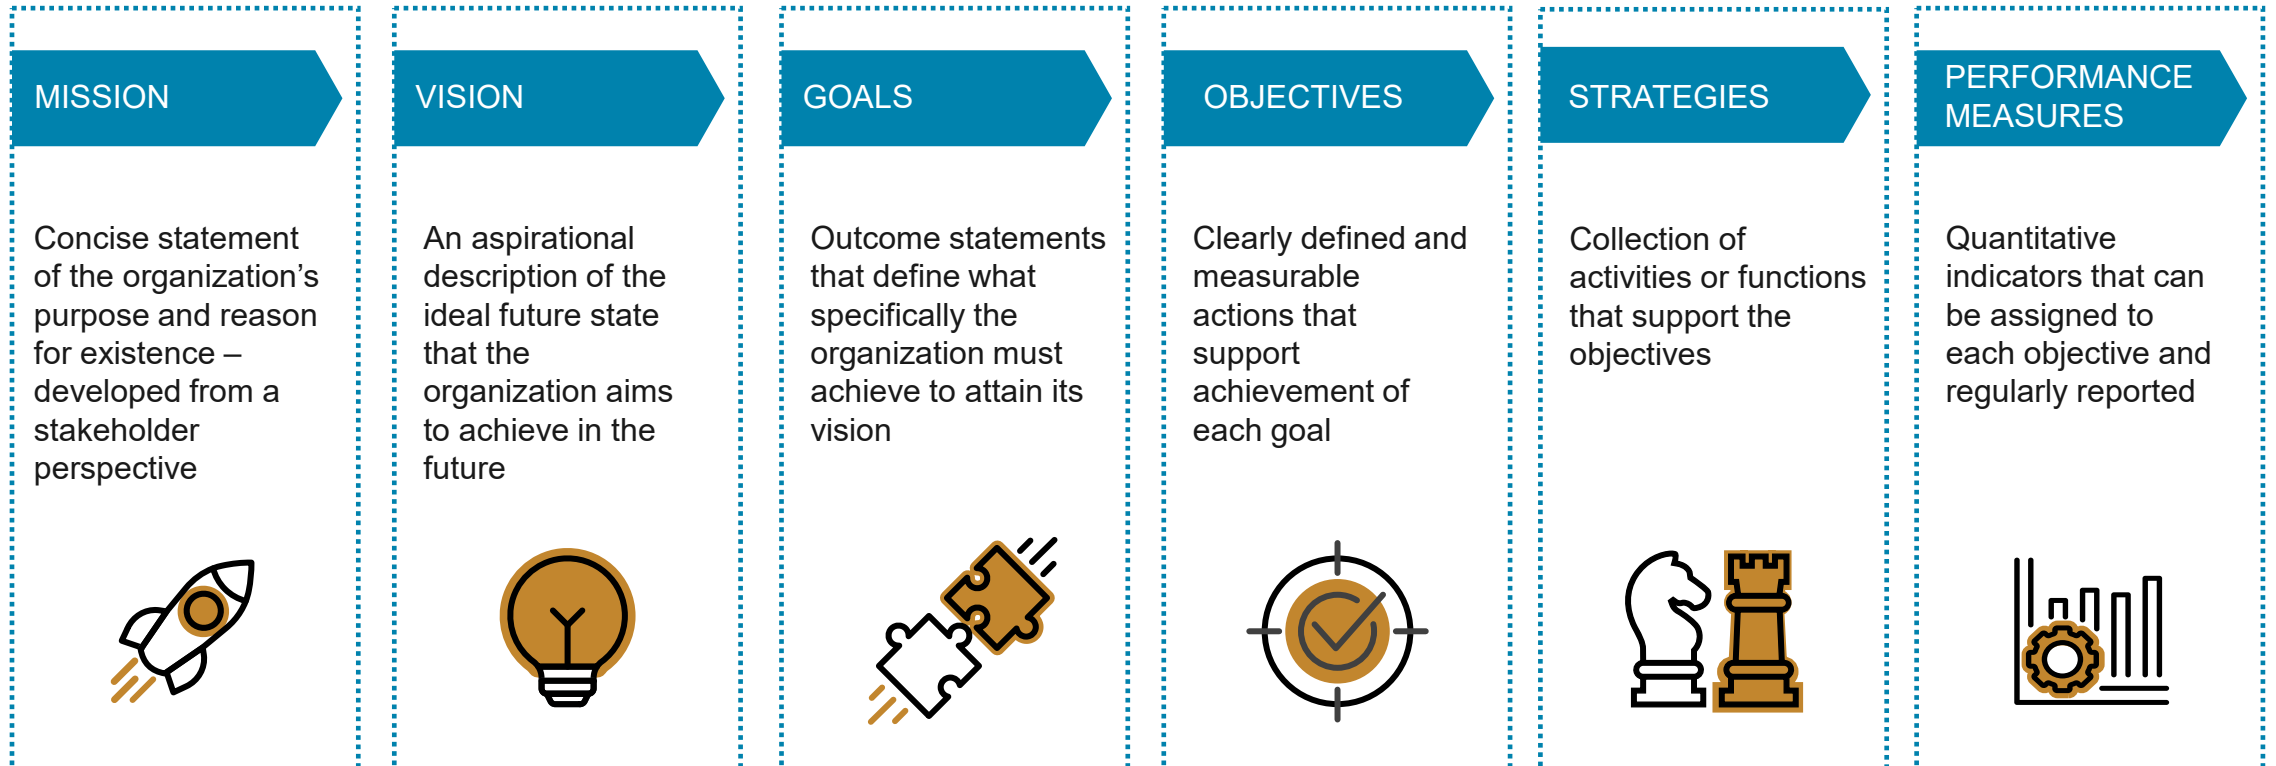 MISSION
Concise statement
of the organization’s
purpose and reason
for existence –
developed from a
stakeholder
perspective
VISION
An aspirational
description of the
ideal future state
that the
organization aims
to achieve in the
future
GOALS
Outcome statements
that define what
specifically the
organization must
achieve to attain its
vision
OBJECTIVES
Clearly defined and
measurable
actions that
support
achievement of
each goal
STRATEGIES
Collection of
activities or functions
that support the
objectives
PERFORMANCE
MEASURES
Quantitative
indicators that can
be assigned to
each objective and
regularly reported